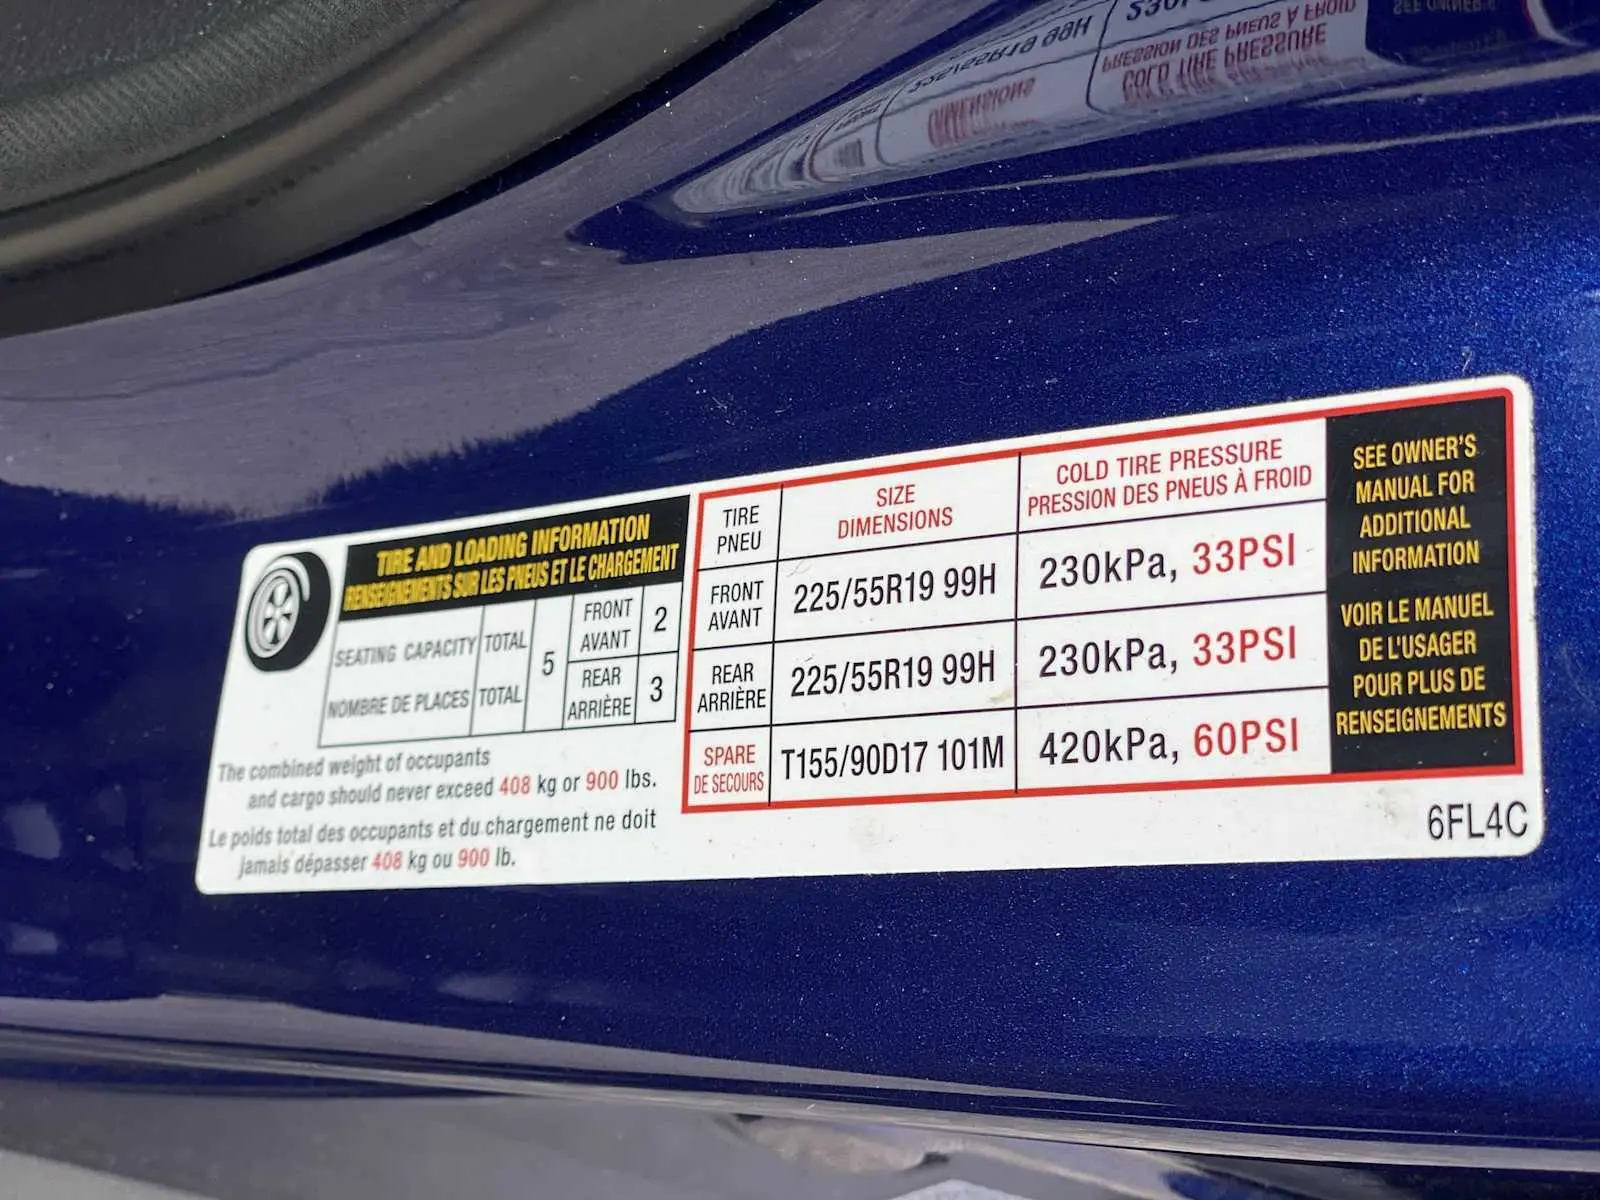 TIRE AND LOADING INFORMATION
RENSEIGNEMENTS SUR LES PNEUS ET LE CHARGEMENT
SEATING CAPACITY TOTAL 5 FRONT 2
AVANT
NOMBRE DE PLACES TOTAL REAR 3
ARRIÈRE
The combined weight of occupants
and cargo should never exceed 408 kg or 900 lbs.
Le poids total des occupants et du chargement ne doit
jamais dépasser 408 kg ou 900 lb.
TIRE
PNEU
SIZE
DIMENSIONS
COLD TIRE PRESSURE
PRESSION DES PNEUS À FROID
FRONT
AVANT
225/55R19 99H
230kPa, 33PSI
REAR
ARRIÈRE
225/55R19 99H
230kPa, 33PSI
SPARE
DE SECOURS
T155/90D17 101M
420kPa, 60PSI
SEE OWNER'S
MANUAL FOR
ADDITIONAL
INFORMATION
VOIR LE MANUEL
DE L'USAGER
POUR PLUS DE
RENSEIGNEMENTS
6FL4C